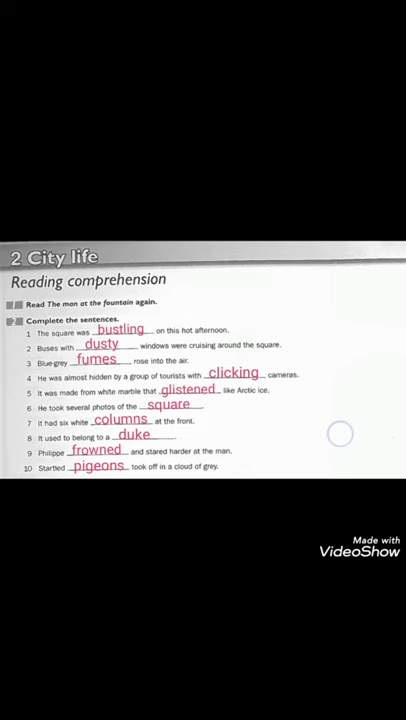 2 City life
Reading comprehension
Read The man at the fountain again.
Complete the sentences.
1 The square was bustling on this hot afternoon.
2 Buses with dusty windows were cruising around the square.
3 Blue-grey fumes rose into the air.
4 He was almost hidden by a group of tourists with clicking cameras.
5 It was made from white marble that glistened like Arctic ice.
6 He took several photos of the square.
7 It had six white columns at the front.
8 It used to belong to a duke.
9 Philippe frowned and stared harder at the man.
10 Startled pigeons took off in a cloud of grey.
Made with
VideoShow